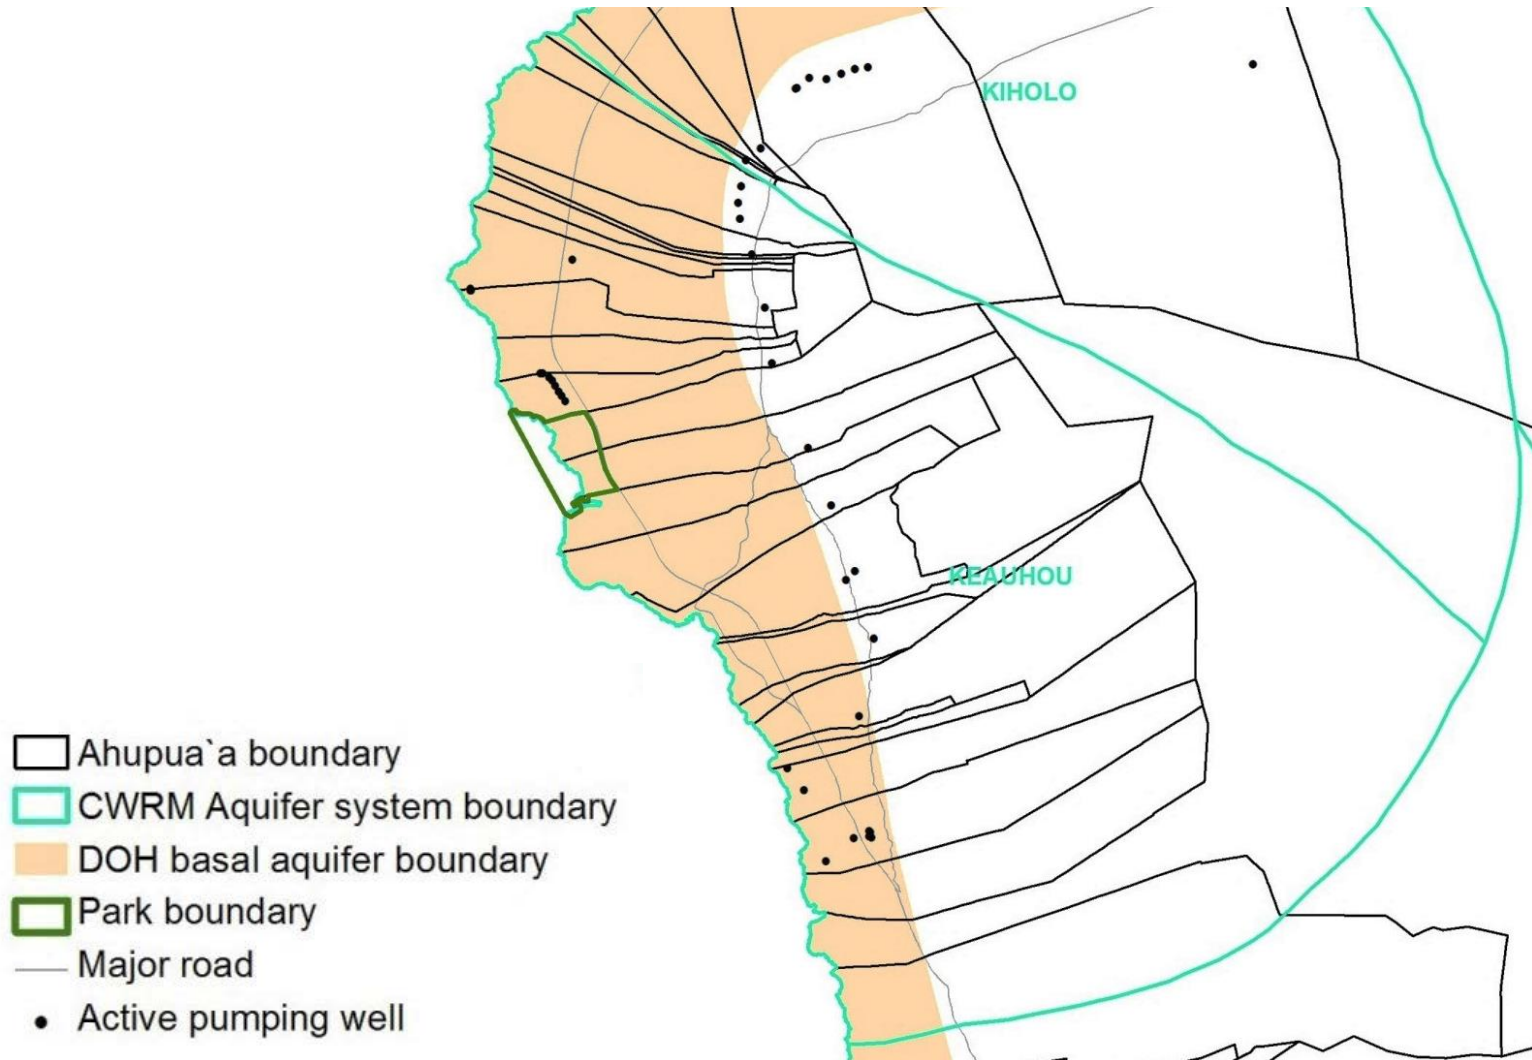 KIHOLO
KEAUHOU
Ahupua`a boundary
CWRM Aquifer system boundary
DOH basal aquifer boundary
Park boundary
Major road
Active pumping well